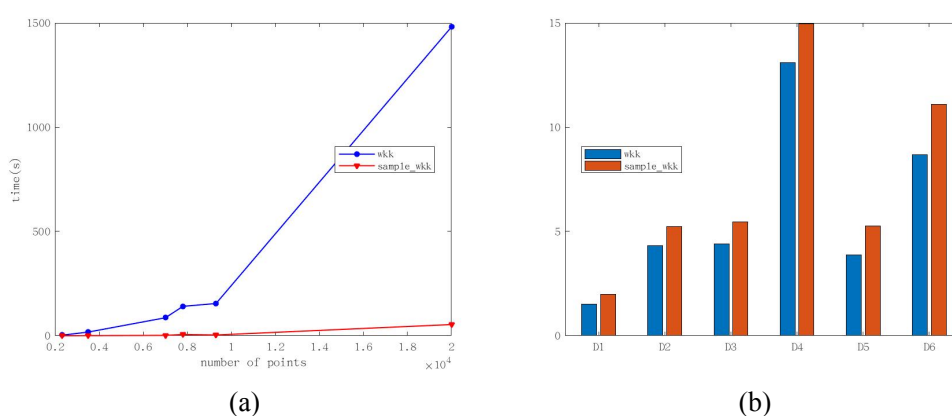 1500
1000
500
0
time(s)
wkk
sample_wkk
0.2 0.4 0.6 0.8 1 1.2 1.4 1.6 1.8 2
number of points
×10⁴
(a)
15
10
5
0
wkk
sample_wkk
D1 D2 D3 D4 D5 D6
(b)